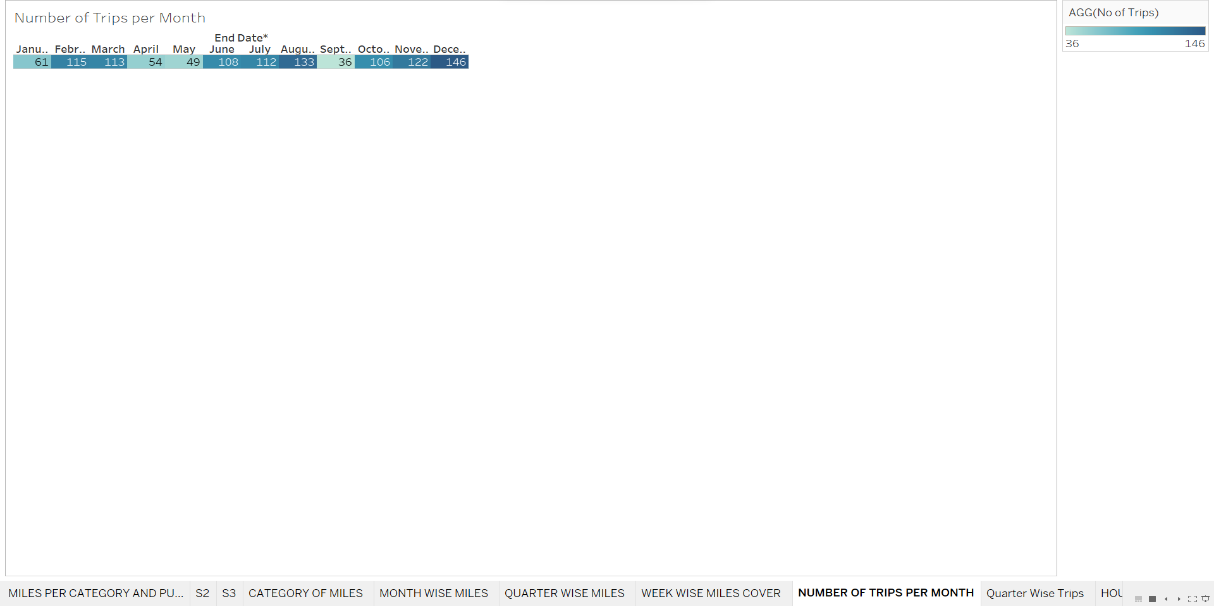 Number of Trips per Month
End Date*
Janu.. Febr.. March April May June July Augu.. Sept.. Octo.. Nove.. Dece..
61 115 113 54 49 108 112 133 36 106 122 146
AGG(No of Trips)
36 146
MILES PER CATEGORY AND PU... S2 S3 CATEGORY OF MILES MONTH WISE MILES QUARTER WISE MILES WEEK WISE MILES COVER NUMBER OF TRIPS PER MONTH Quarter Wise Trips HOU